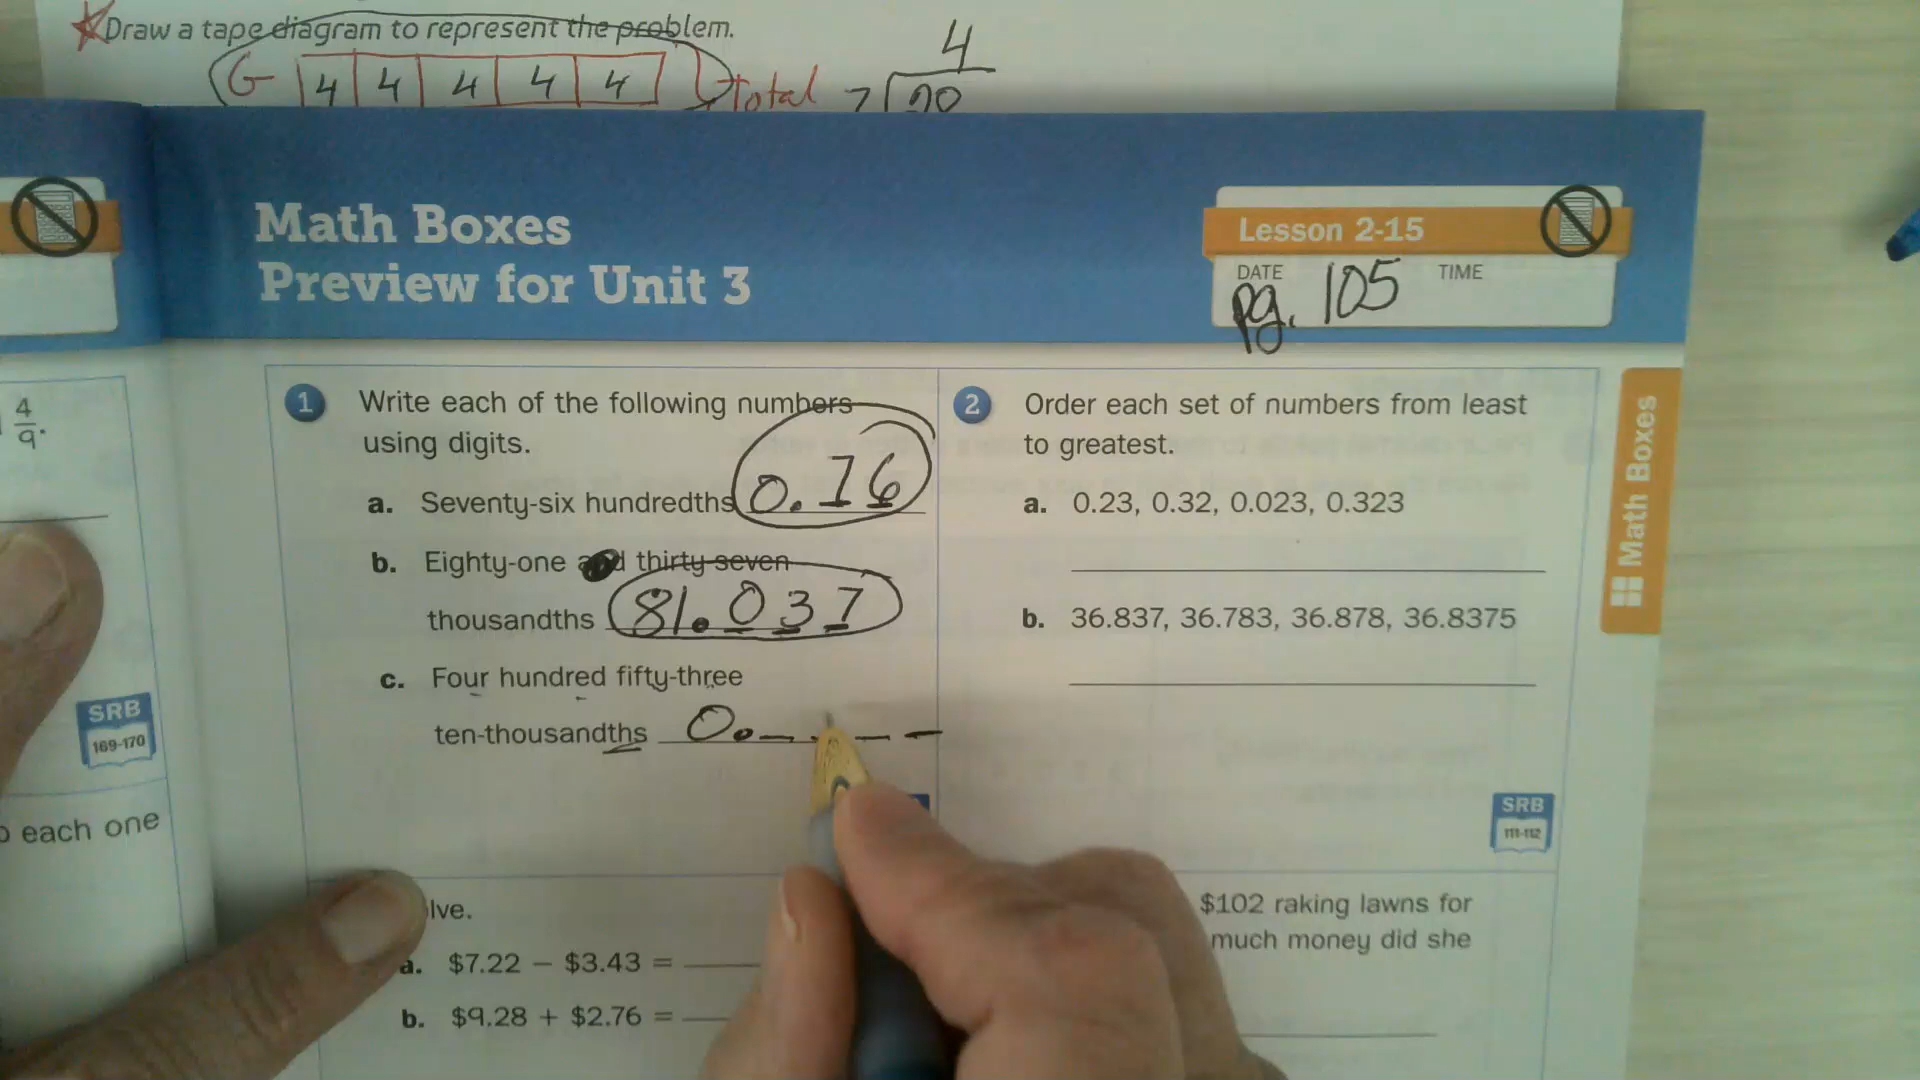 Draw a tape diagram to represent the problem.
G 4 4 4 4 4 Total
4
20
Math Boxes
Preview for Unit 3
Lesson 2-15
DATE TIME
pg. 105
Math Boxes
4
9.
1 Write each of the following numbers
using digits.
a. Seventy-six hundredths 0.76
b. Eighty-one and thirty-seven
thousandths 81.037
c. Four hundred fifty-three
ten-thousandths 0.
SRB
169-170
each one
2 Order each set of numbers from least
to greatest.
a. 0.23, 0.32, 0.023, 0.323
b. 36.837, 36.783, 36.878, 36.8375
SRB
111-112
lve.
a. $7.22 − $3.43 =
b. $9.28 + $2.76 =
$102 raking lawns for
much money did she